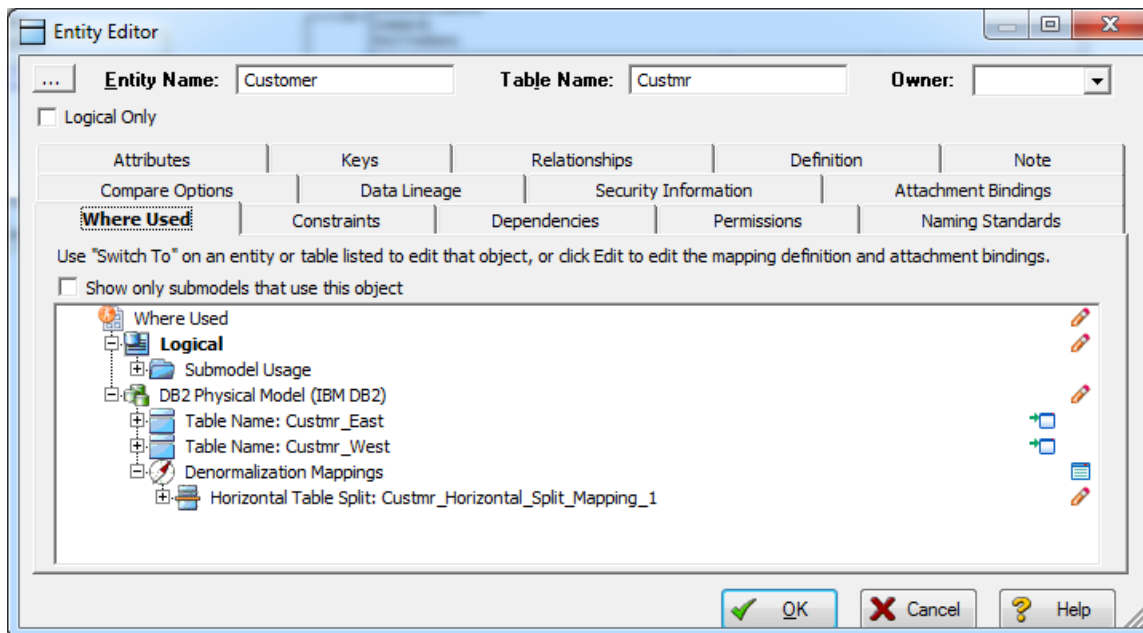 Entity Editor
... Entity Name: Customer Table Name: Custmr Owner:
Logical Only
Attributes Keys Relationships Definition Note
Compare Options Data Lineage Security Information Attachment Bindings
Where Used Constraints Dependencies Permissions Naming Standards
Use "Switch To" on an entity or table listed to edit that object, or click Edit to edit the mapping definition and attachment bindings.
Show only submodels that use this object
Where Used
Logical
Submodel Usage
DB2 Physical Model (IBM DB2)
Table Name: Custmr_East
Table Name: Custmr_West
Denormalization Mappings
Horizontal Table Split: Custmr_Horizontal_Split_Mapping_1
OK Cancel Help